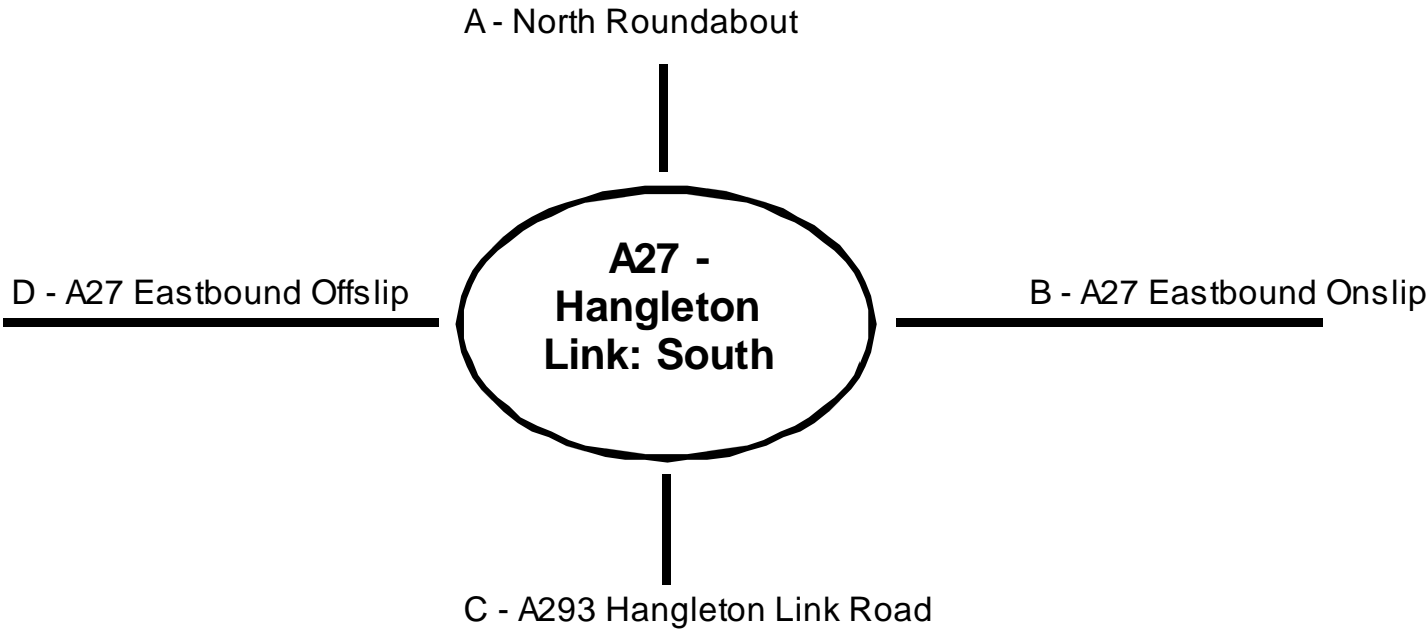 A - North Roundabout
D - A27 Eastbound Offslip
A27 -
Hangleton
Link: South
B - A27 Eastbound Onslip
C - A293 Hangleton Link Road